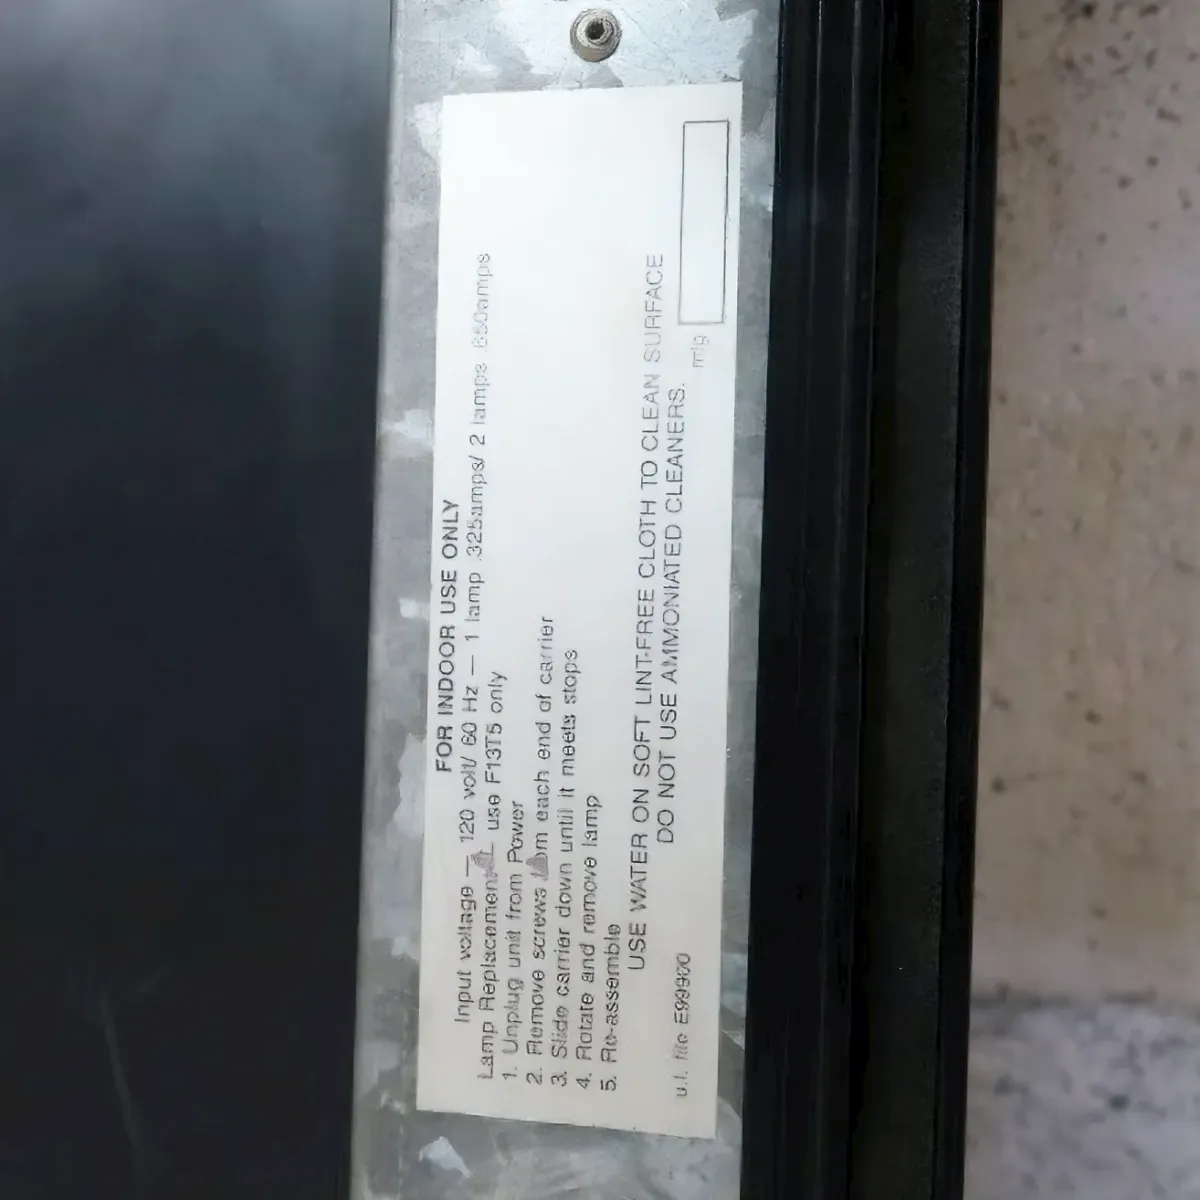 FOR INDOOR USE ONLY
Input voltage — 120 volt/ 60 Hz — 1 lamp .325amps/ 2 lamps .650amps
Lamp Replacement use F13T5 only
1. Unplug unit from Power
2. Remove screws from each end of carrier
3. Slide carrier down until it meets stops
4. Rotate and remove lamp
5. Re-assemble
USE WATER ON SOFT LINT-FREE CLOTH TO CLEAN SURFACE
DO NOT USE AMMONIATED CLEANERS.
u.l. file E99900
mfg